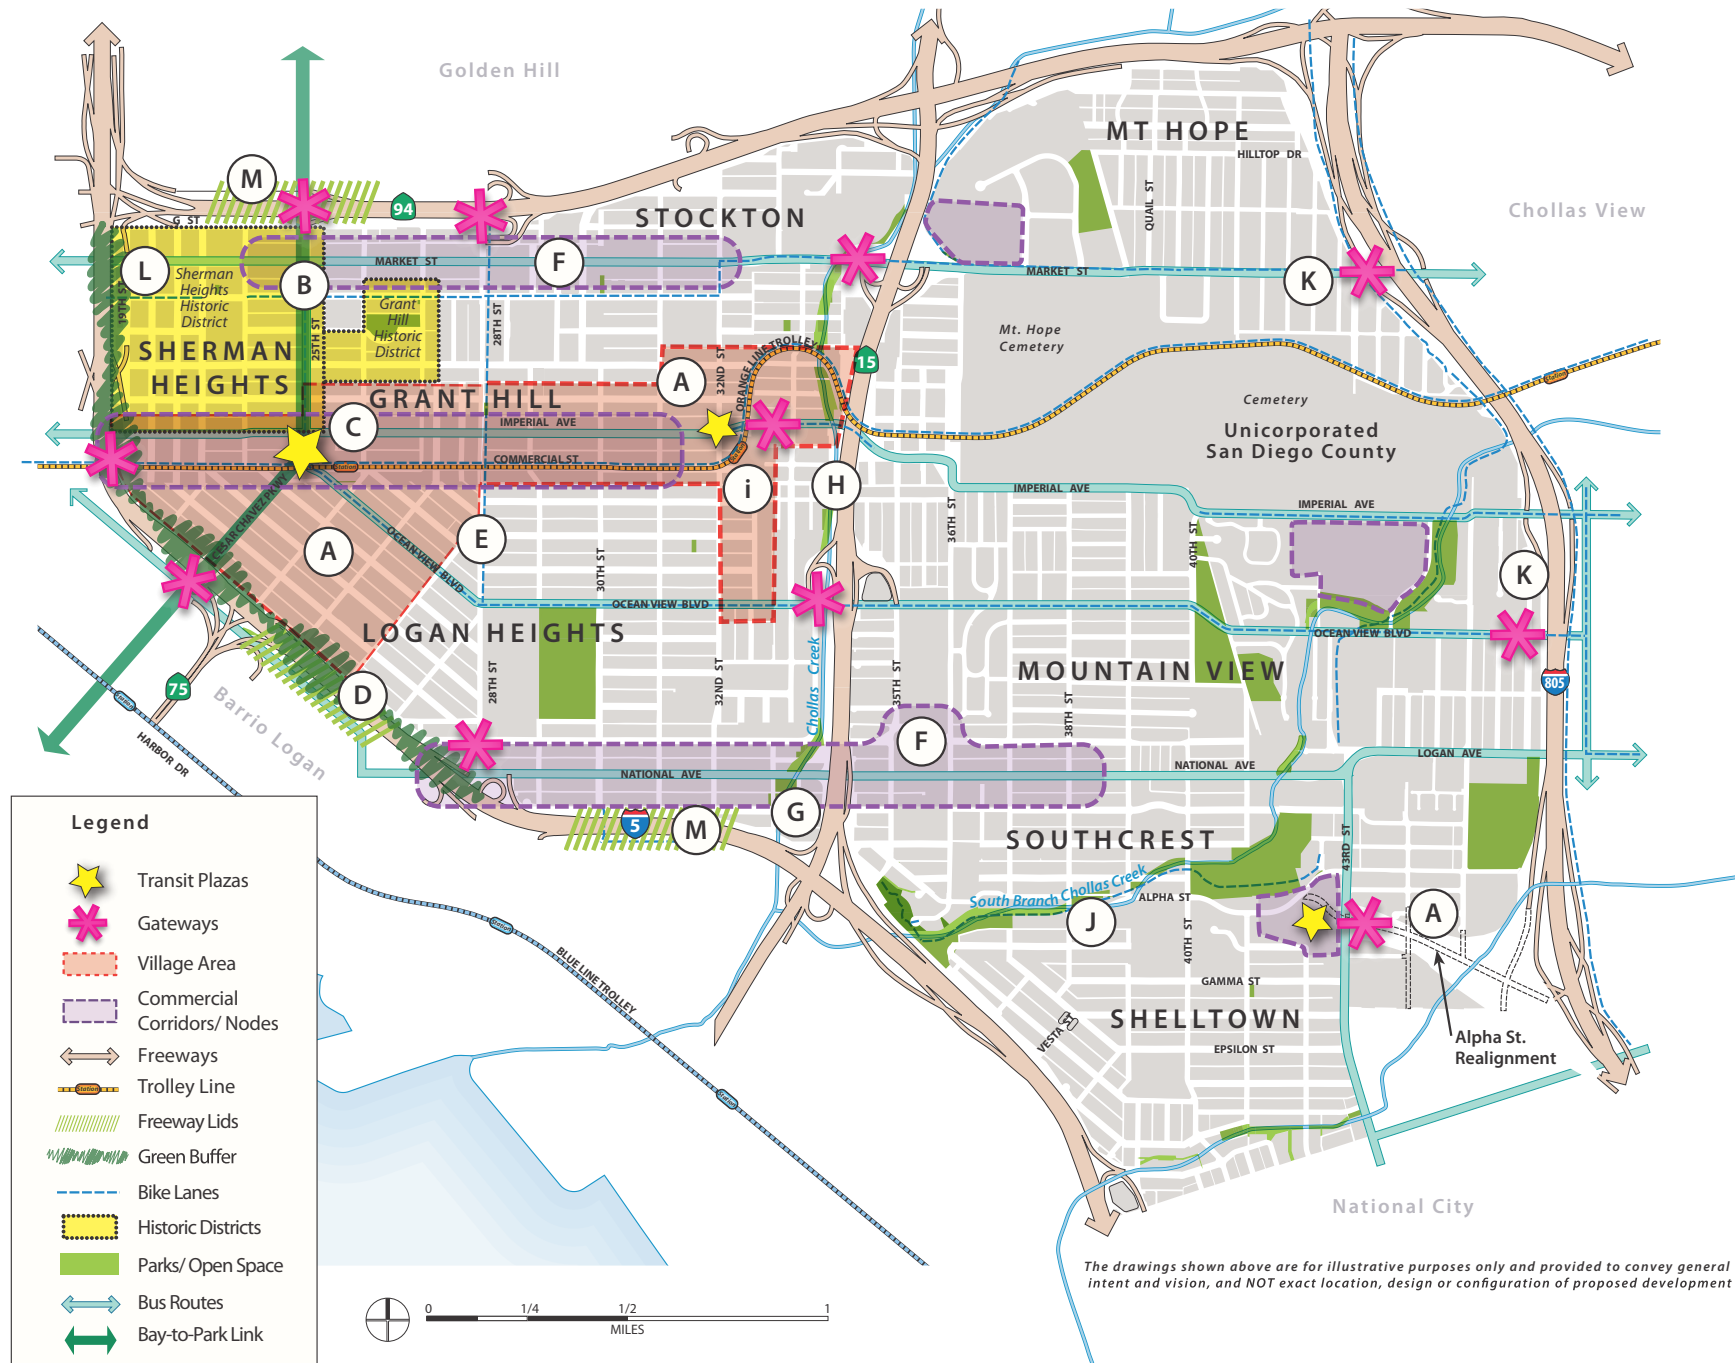 Golden Hill
MT HOPE
HILLTOP DR
M
94
G ST
STOCKTON
QUAIL ST
Chollas View
L
Sherman
Heights
Historic
District
19TH ST
B
MARKET ST
F
MARKET ST
K
25TH ST
Grant
Hill
Historic
District
28TH ST
Mt. Hope
Cemetery
SHERMAN
HEIGHTS
32ND ST
ORANGE LINE TROLLEY
15
A
GRANT HILL
Cemetery
Station
C
IMPERIAL AVE
COMMERCIAL ST
Station
Station
Unicorporated
San Diego County
i
H
IMPERIAL AVE
IMPERIAL AVE
CESAR CHAVEZ PKWY
A
OCEAN VIEW BLVD
E
30TH ST
36TH ST
40TH ST
K
OCEAN VIEW BLVD
OCEAN VIEW BLVD
LOGAN HEIGHTS
MOUNTAIN VIEW
28TH ST
32ND ST
Chollas Creek
35TH ST
38TH ST
805
75
Station
D
Barrio Logan
HARBOR DR
F
NATIONAL AVE
NATIONAL AVE
LOGAN AVE
G
5
M
SOUTHCREST
43RD ST
South Branch Chollas Creek
ALPHA ST
J
A
40TH ST
GAMMA ST
SHELLTOWN
VESTA ST
EPSILON ST
Alpha St.
Realignment
Station
BLUE LINE TROLLEY
Station
National City
Legend
Transit Plazas
Gateways
Village Area
Commercial
Corridors/ Nodes
Freeways
Station
Trolley Line
Freeway Lids
Green Buffer
Bike Lanes
Historic Districts
Parks/ Open Space
Bus Routes
Bay-to-Park Link
0 1/4 1/2 1
MILES
The drawings shown above are for illustrative purposes only and provided to convey general
intent and vision, and NOT exact location, design or configuration of proposed development